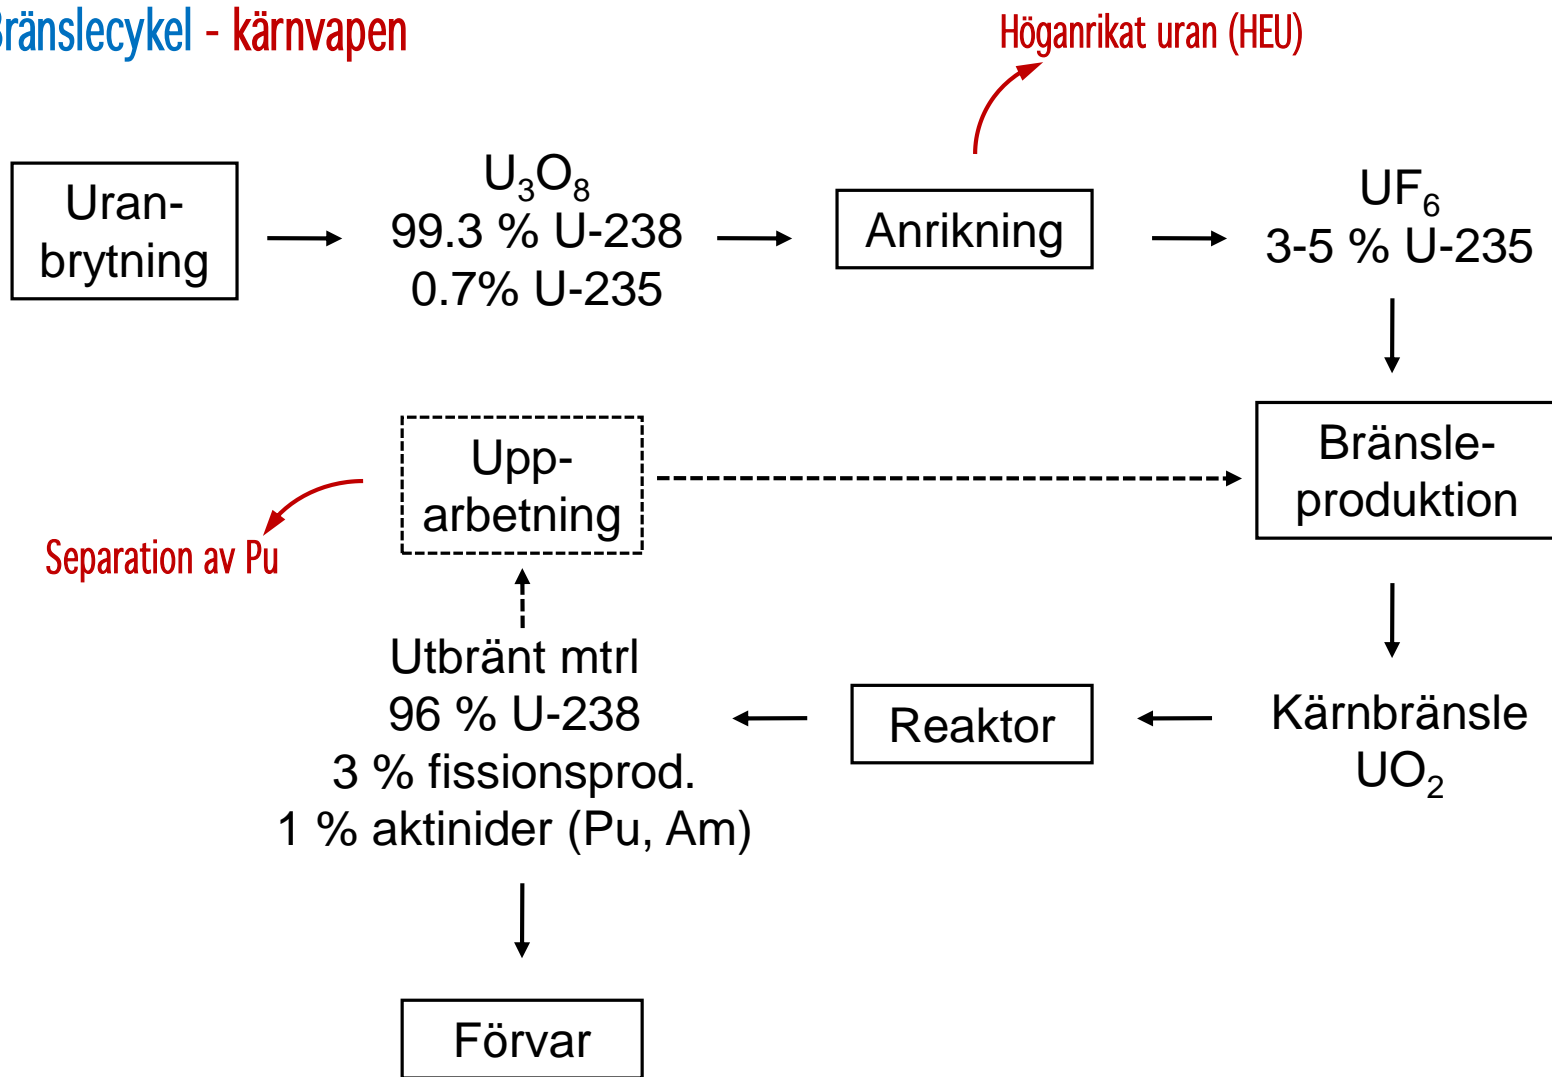 Bränslecykel - kärnvapen
Höganrikat uran (HEU)
Uran-
brytning
U₃O₈
99.3 % U-238
0.7% U-235
Anrikning
UF₆
3-5 % U-235
Upp-
arbetning
Bränsle-
produktion
Separation av Pu
Utbränt mtrl
96 % U-238
3 % fissionsprod.
1 % aktinider (Pu, Am)
Reaktor
Kärnbränsle
UO₂
Förvar